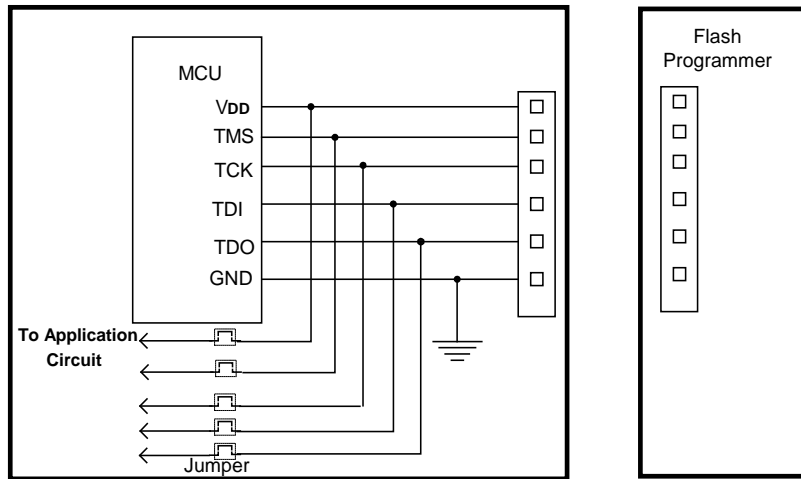 MCU
VDD
TMS
TCK
TDI
TDO
GND
To Application
Circuit
Jumper
Flash
Programmer